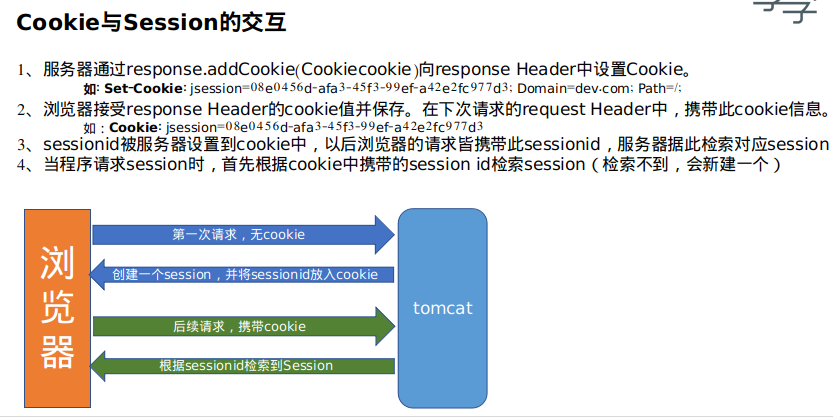 Cookie与Session的交互
1、服务器通过response.addCookie(Cookiecookie)向response Header中设置Cookie。
如: Set-Cookie: jsession=08e0456d-afa3-45f3-99ef-a42e2fc977d3; Domain=dev.com; Path=/;
2、浏览器接受response Header的cookie值并保存。在下次请求的request Header中，携带此cookie信息。
如：Cookie: jsession=08e0456d-afa3-45f3-99ef-a42e2fc977d3
3、sessionid被服务器设置到cookie中，以后浏览器的请求皆携带此sessionid，服务器据此检索对应session
4、当程序请求session时，首先根据cookie中携带的session id检索session（检索不到，会新建一个）
浏览器
第一次请求，无cookie
创建一个session，并将sessionid放入cookie
后续请求，携带cookie
根据sessionid检索到Session
tomcat